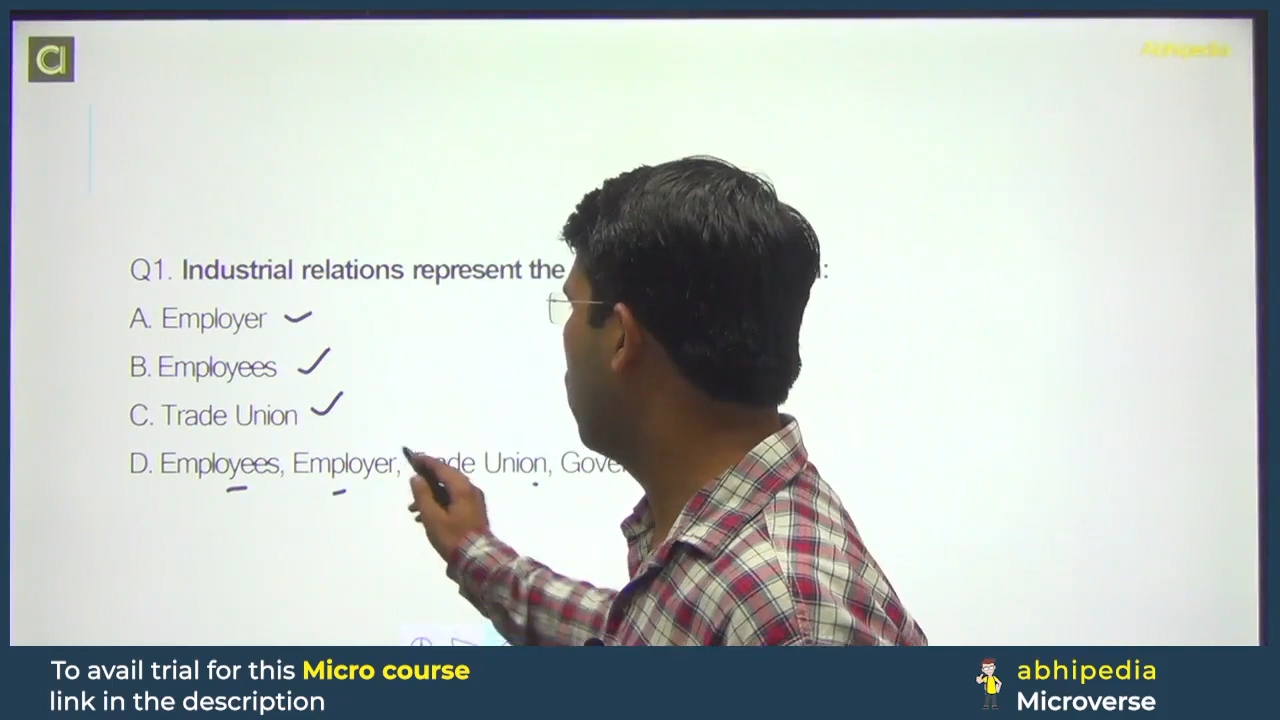 Abhipedia
Q1. Industrial relations represent the :
A. Employer
B. Employees
C. Trade Union
D. Employees, Employer, Trade Union,
To avail trial for this Micro course
link in the description
abhipedia
Microverse